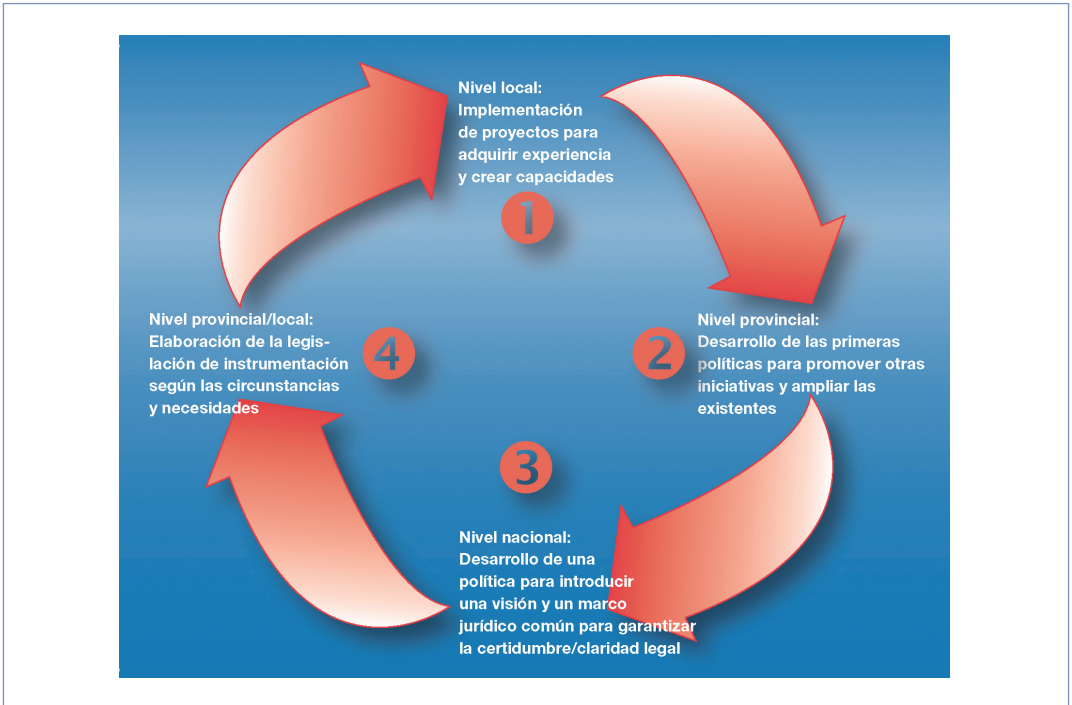 Nivel local:
Implementación
de proyectos para
adquirir experiencia
y crear capacidades
1
Nivel provincial:
Desarrollo de las primeras
políticas para promover otras
iniciativas y ampliar las
existentes
2
3
Nivel nacional:
Desarrollo de una
política para introducir
una visión y un marco
jurídico común para garantizar
la certidumbre/claridad legal
Nivel provincial/local:
Elaboración de la legis-
lación de instrumentación
según las circunstancias
y necesidades
4